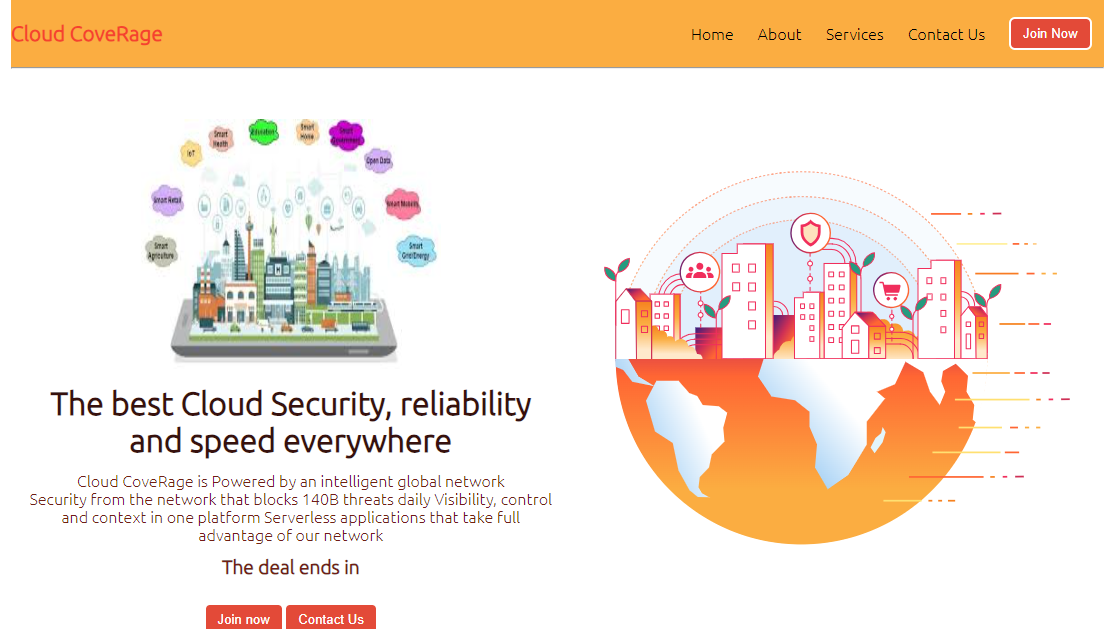 Cloud CoveRage
Home About Services Contact Us Join Now
Education
Smart Home
Smart Health
IoT
Open Data
Smart Retail
Smart Mobility
Smart
Agriculture
Smart
Grid/Energy
The best Cloud Security, reliability
and speed everywhere
Cloud CoveRage is Powered by an intelligent global network
Security from the network that blocks 140B threats daily Visibility, control
and context in one platform Serverless applications that take full
advantage of our network
The deal ends in
Join now Contact Us